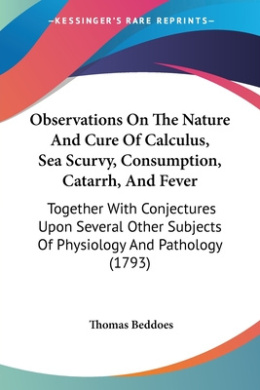 KESSINGER'S RARE REPRINTS
Observations On The Nature
And Cure Of Calculus,
Sea Scurvy, Consumption,
Catarrh, And Fever
Together With Conjectures
Upon Several Other Subjects
Of Physiology And Pathology
(1793)
Thomas Beddoes